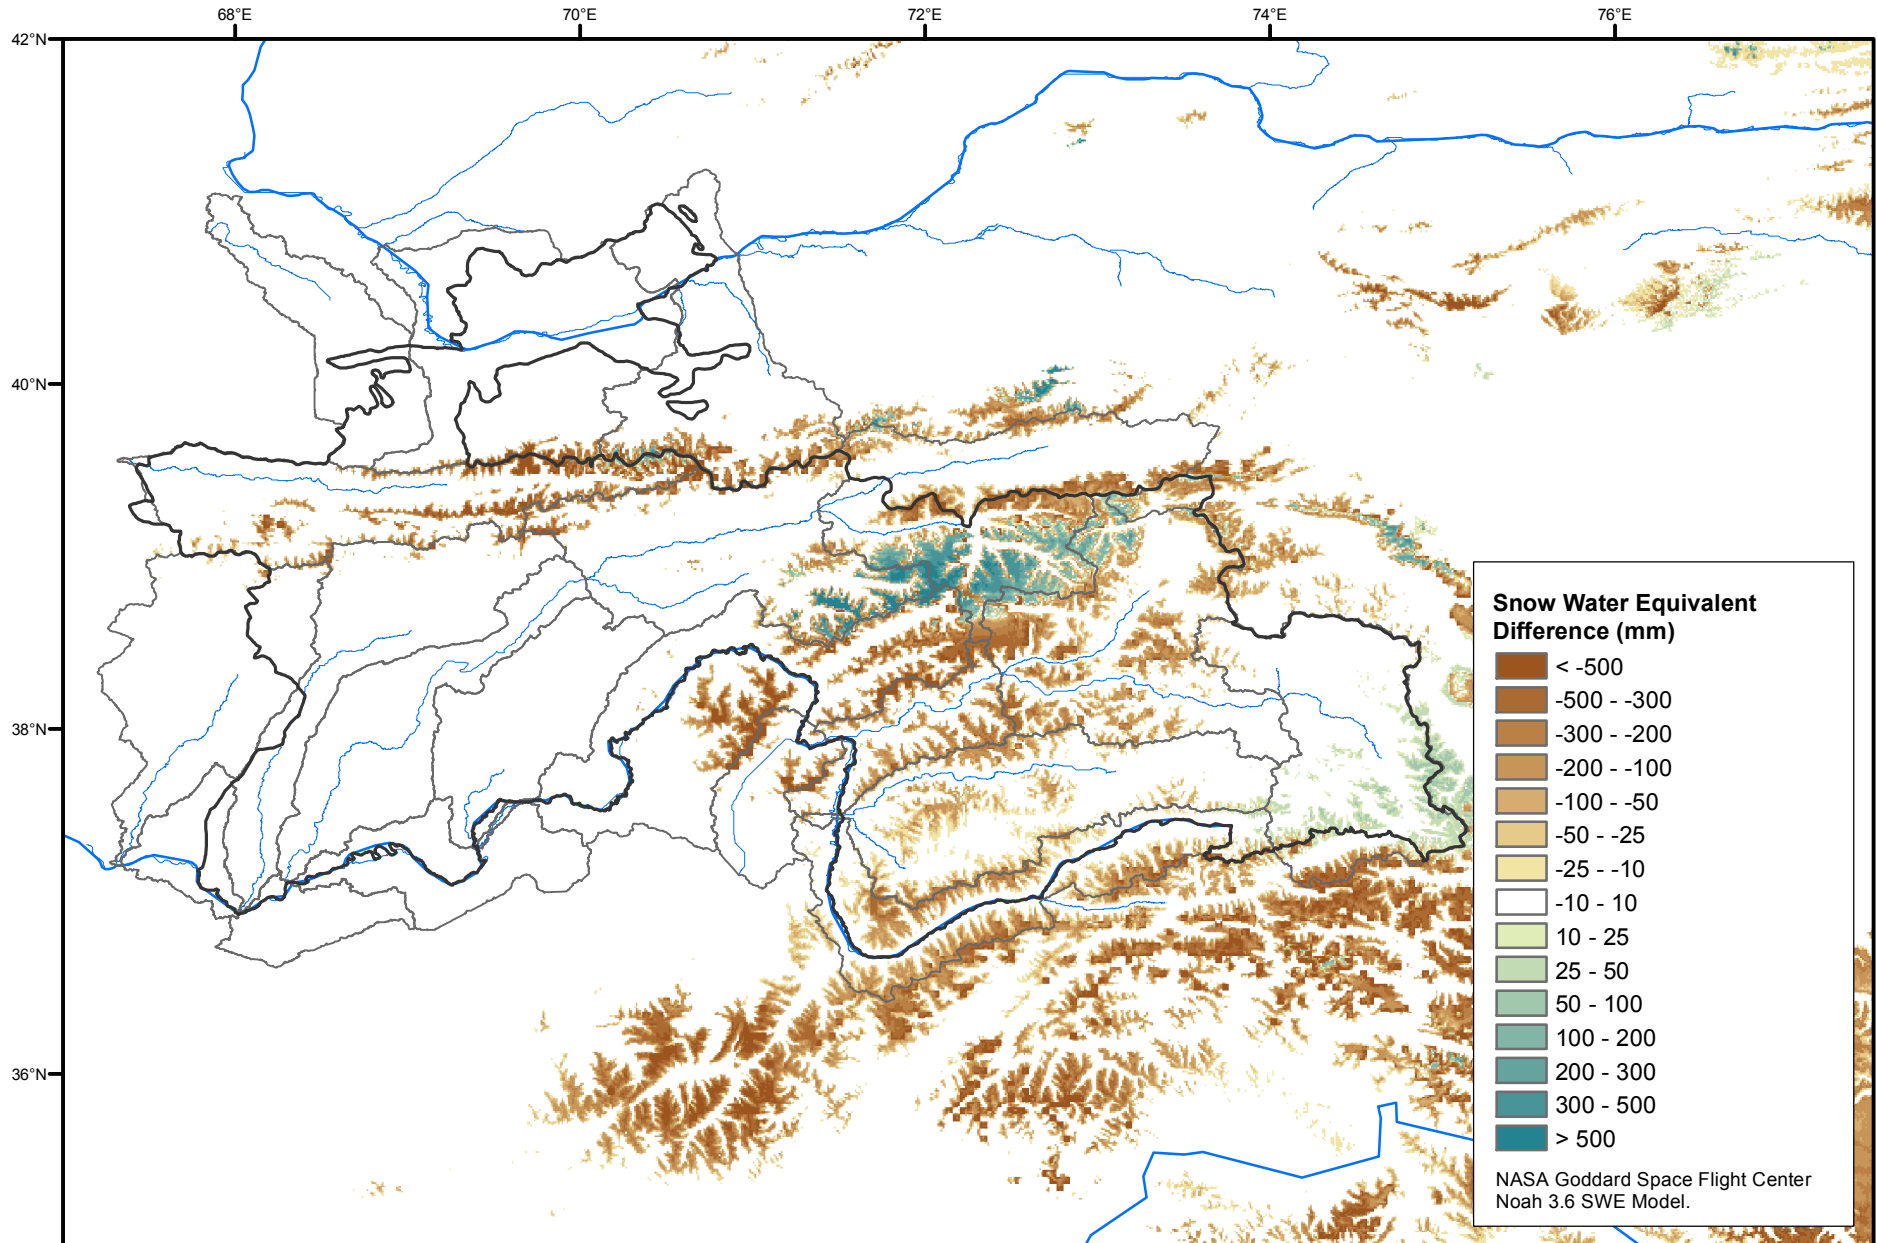 68°E 70°E 72°E 74°E 76°E
42°N
40°N
38°N
36°N
Snow Water Equivalent
Difference (mm)
< -500
-500 - -300
-300 - -200
-200 - -100
-100 - -50
-50 - -25
-25 - -10
-10 - 10
10 - 25
25 - 50
50 - 100
100 - 200
200 - 300
300 - 500
> 500
NASA Goddard Space Flight Center
Noah 3.6 SWE Model.